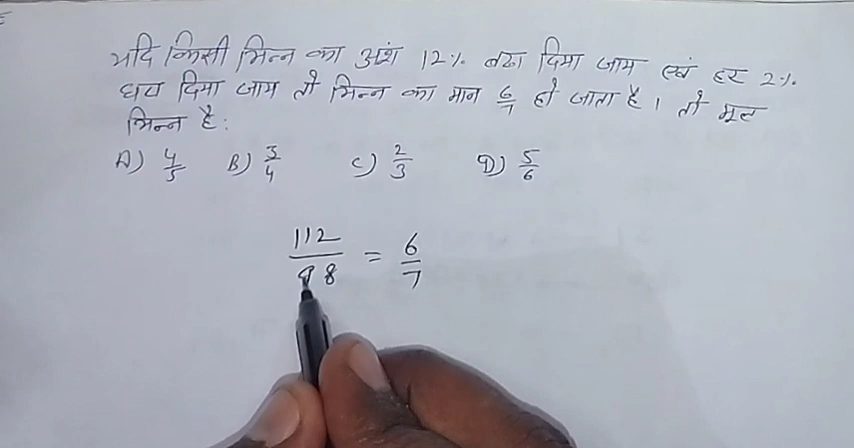 यदि किसी भिन्न का अंश 12% बढा दिया जाय एवं हर 2%
घटा दिया जाय तो भिन्न का मान 6/7 हो जाता है। तो मूल
भिन्न है:
A) 4/5 B) 3/4 C) 2/3 D) 5/6
112/98 = 6/7